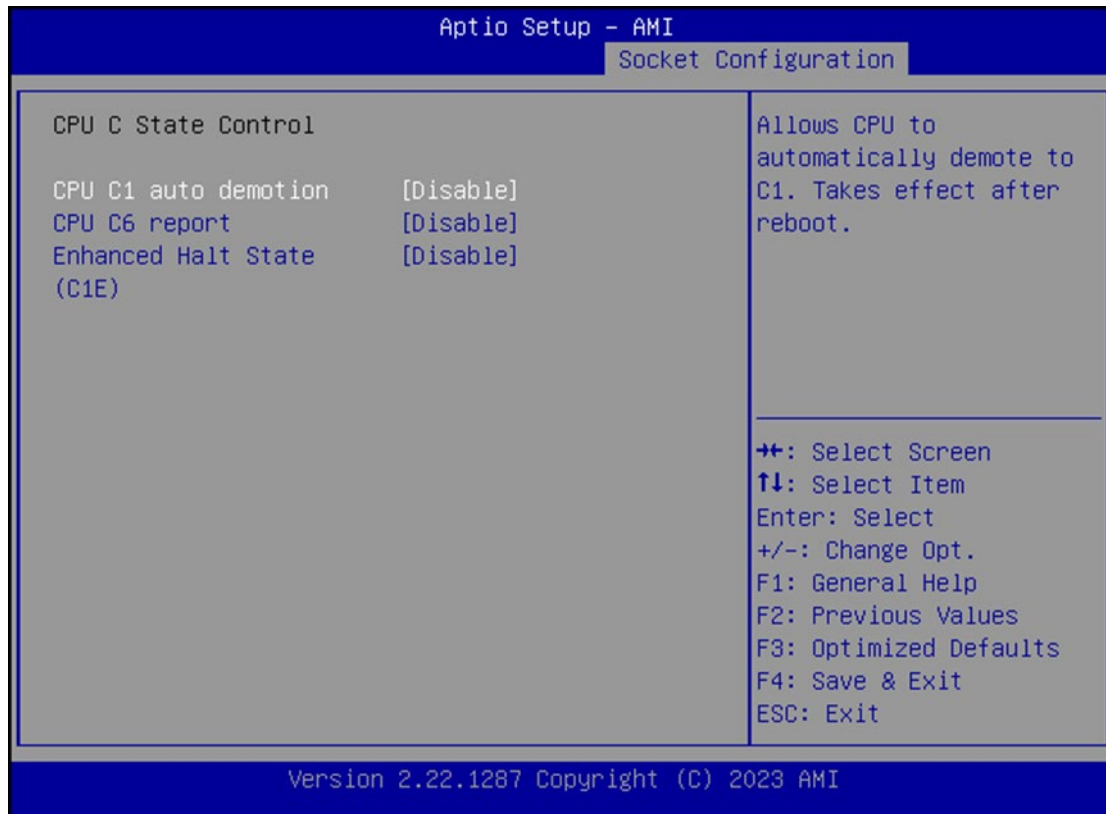 Aptio Setup – AMI
Socket Configuration
CPU C State Control
CPU C1 auto demotion [Disable]
CPU C6 report [Disable]
Enhanced Halt State [Disable]
(C1E)
Allows CPU to
automatically demote to
C1. Takes effect after
reboot.
→←: Select Screen
↑↓: Select Item
Enter: Select
+/-: Change Opt.
F1: General Help
F2: Previous Values
F3: Optimized Defaults
F4: Save & Exit
ESC: Exit
Version 2.22.1287 Copyright (C) 2023 AMI